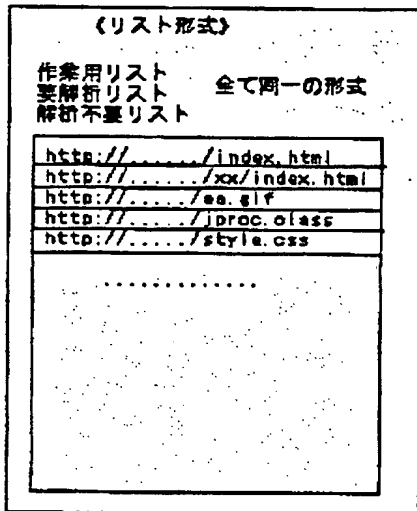 《リスト形式》
作業用リスト
要解析リスト 全て同一の形式
解析不要リスト
http://....../index.html
http://....../xx/index.html
http://...../aa.gif
http://...../jproc.class
http://...../style.css
.............